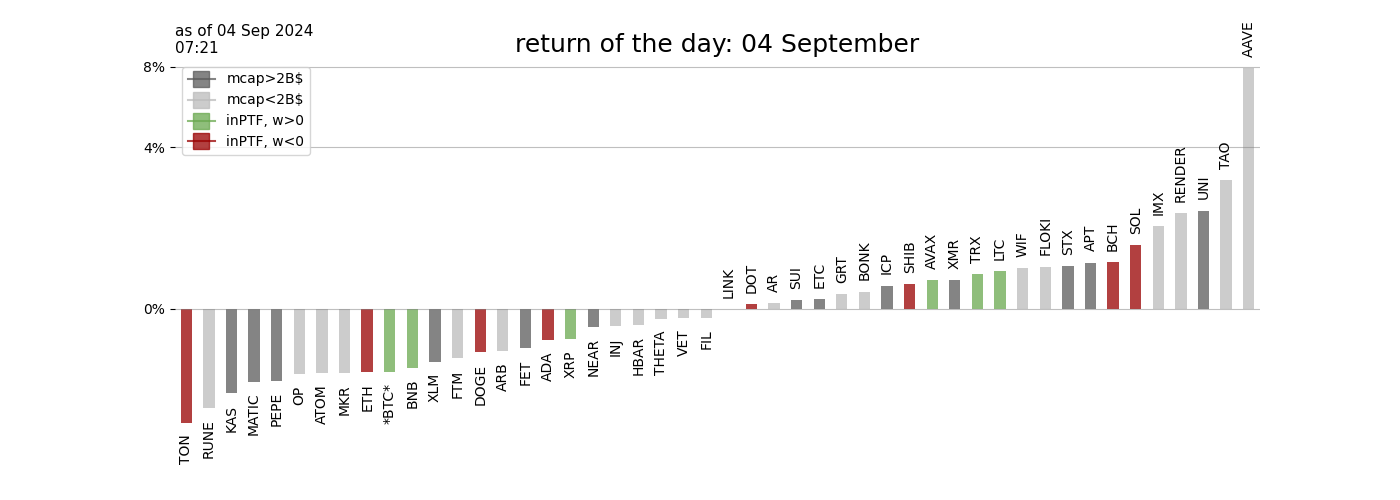 as of 04 Sep 2024
07:21
return of the day: 04 September
8%
4%
0%
mcap>2B$
mcap<2B$
inPTF, w>0
inPTF, w<0
TON
RUNE
KAS
MATIC
PEPE
OP
ATOM
MKR
ETH
*BTC*
BNB
XLM
FTM
DOGE
ARB
FET
ADA
XRP
NEAR
INJ
HBAR
THETA
VET
FIL
LINK
DOT
AR
SUI
ETC
GRT
BONK
ICP
SHIB
AVAX
XMR
TRX
LTC
WIF
FLOKI
STX
APT
BCH
SOL
IMX
RENDER
UNI
TAO
AAVE